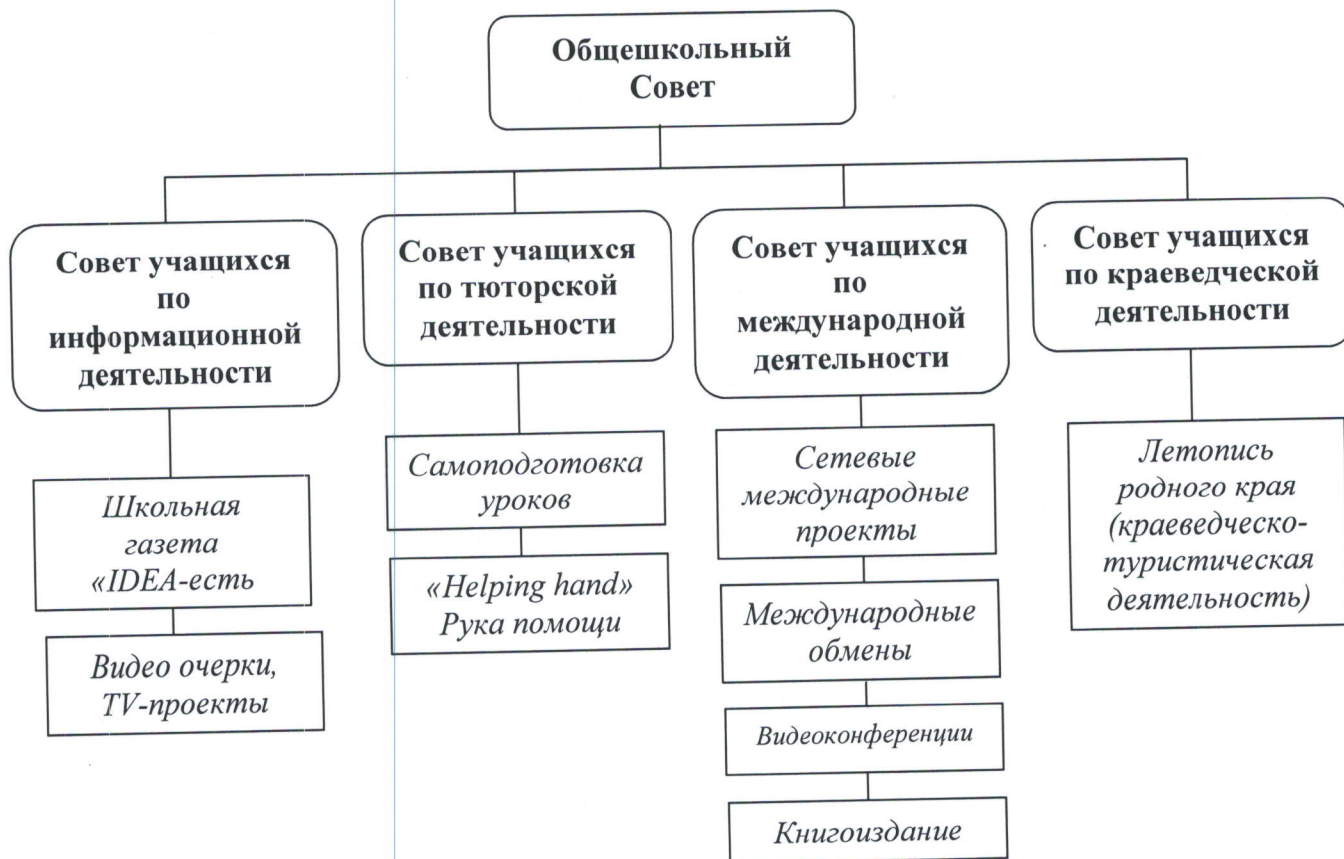 Общешкольный
Совет
Совет учащихся
по
информационной
деятельности
Совет учащихся
по тюторской
деятельности
Совет учащихся
по
международной
деятельности
Совет учащихся
по краеведческой
деятельности
Школьная
газета
«IDEA-есть
Видео очерки,
TV-проекты
Самоподготовка
уроков
«Helping hand»
Рука помощи
Сетевые
международные
проекты
Международные
обмены
Видеоконференции
Книгоиздание
Летопись
родного края
(краеведческо-
туристическая
деятельность)